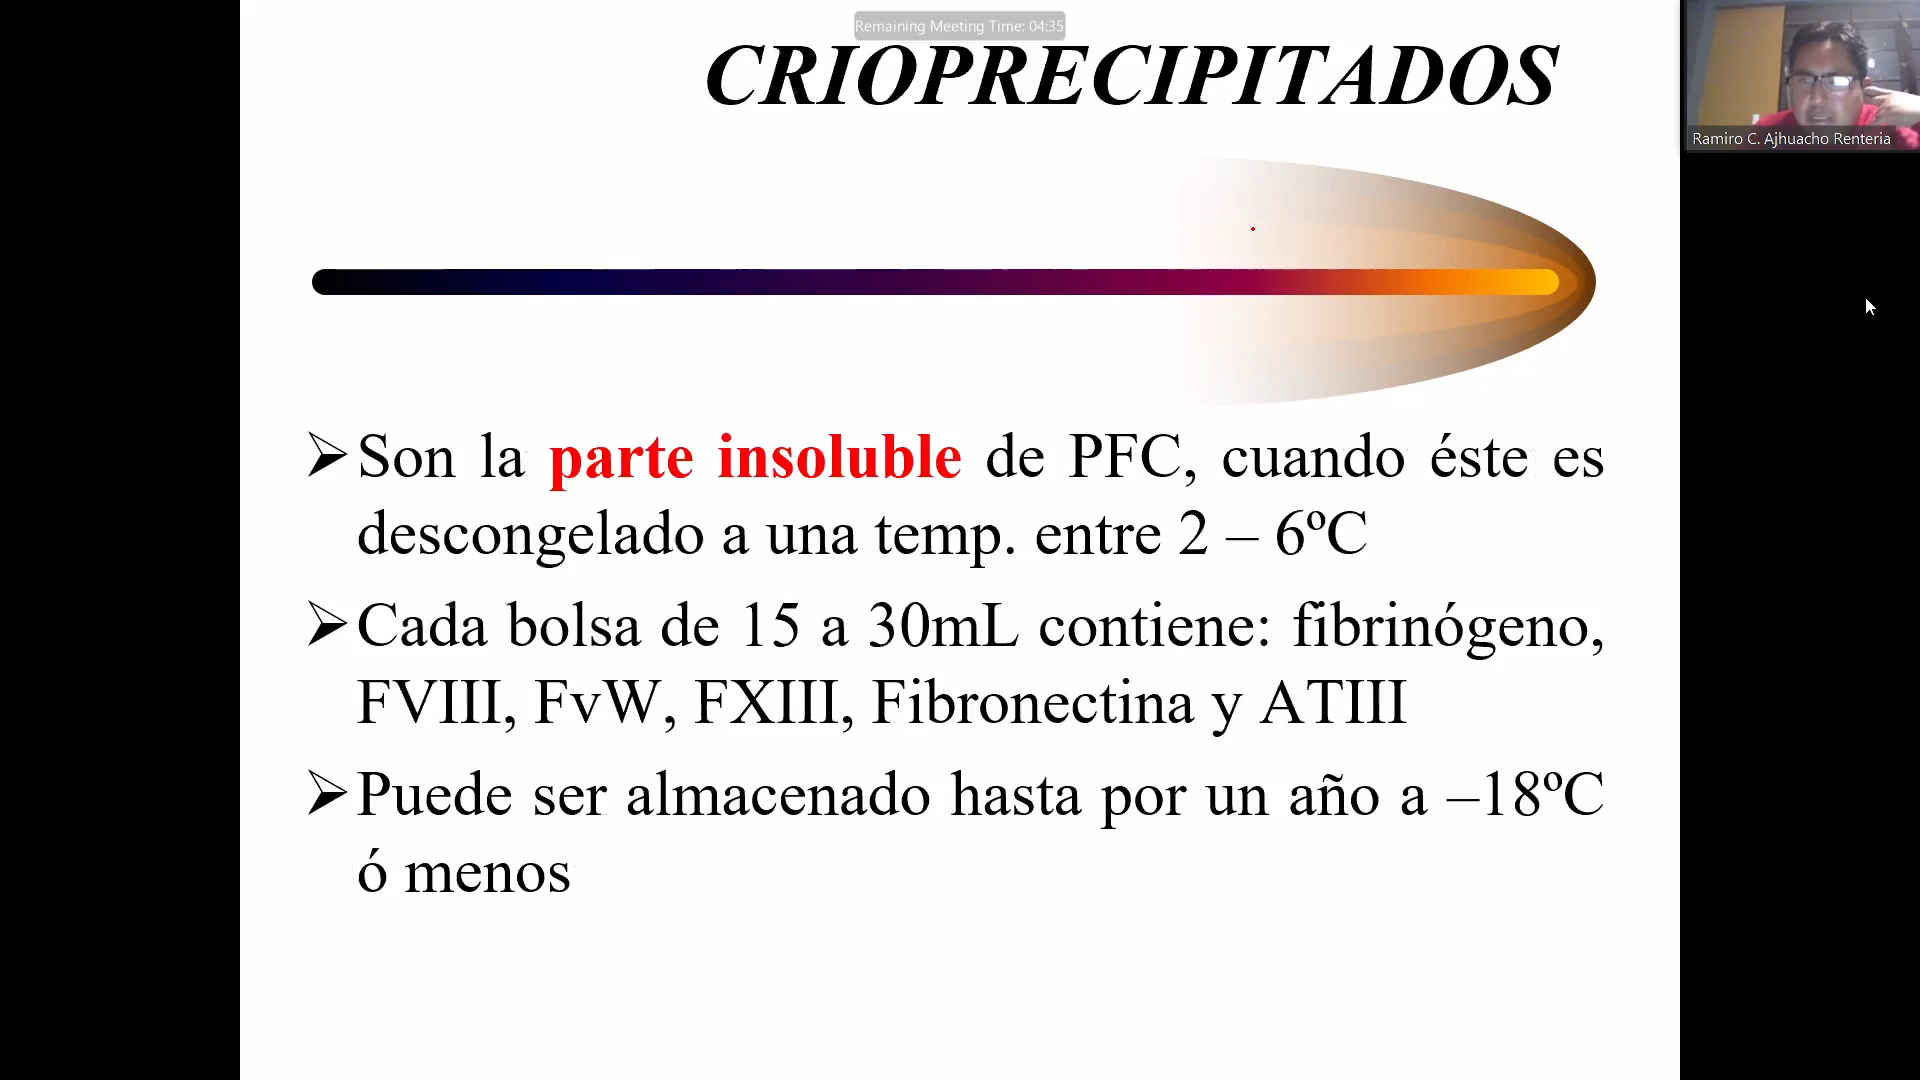 Remaining Meeting Time: 04:35
CRIOPRECIPITADOS
Ramiro C. Ajhuacho Renteria
➢Son la parte insoluble de PFC, cuando éste es
descongelado a una temp. entre 2 – 6ºC
➢Cada bolsa de 15 a 30mL contiene: fibrinógeno,
FVIII, FvW, FXIII, Fibronectina y ATIII
➢Puede ser almacenado hasta por un año a –18ºC
ó menos